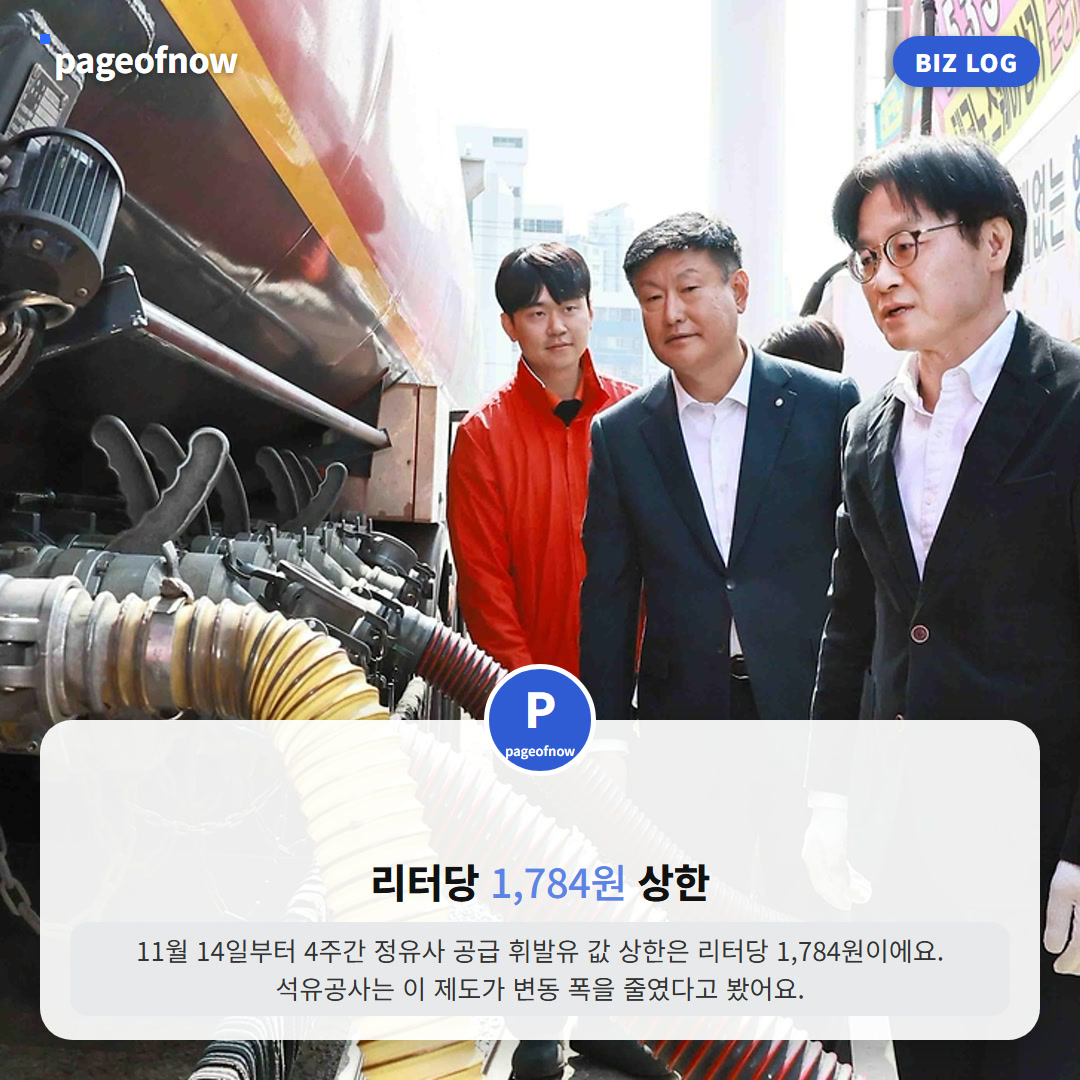 pageofnow
BIZ LOG
P
pageofnow
리터당 1,784원 상한
11월 14일부터 4주간 정유사 공급 휘발유 값 상한은 리터당 1,784원이에요.
석유공사는 이 제도가 변동 폭을 줄였다고 봤어요.